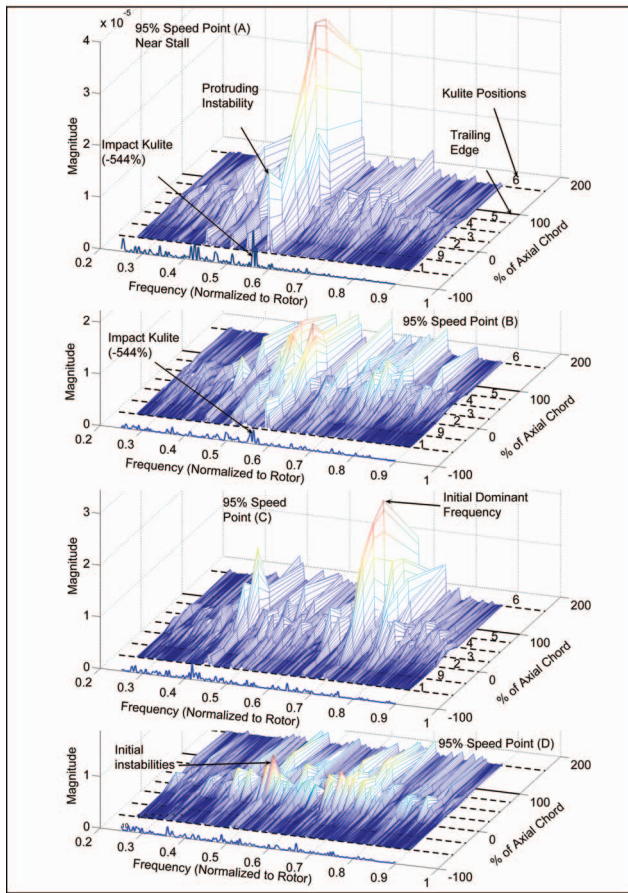 x 10⁻⁵
4
95% Speed Point (A)
Near Stall
3
Protruding
Instability
Kulite Positions
2
Impact Kulite
(-544%)
Trailing
Edge
Magnitude
1
6
200
5
100
4
3
2
0
9
1
% of Axial Chord
0
0.2
0.3
0.4
0.5
0.6
0.7
0.8
0.9
1
-100
Frequency (Normalized to Rotor)
2
95% Speed Point (B)
Impact Kulite
(-544%)
Magnitude
1
6
200
5
100
4
3
2
0
9
1
% of Axial Chord
0
0.2
0.3
0.4
0.5
0.6
0.7
0.8
0.9
1
-100
Frequency (Normalized to Rotor)
3
95% Speed
Point (C)
Initial Dominant
Frequency
2
Magnitude
1
6
200
5
100
4
3
2
0
9
1
% of Axial Chord
0
0.2
0.3
0.4
0.5
0.6
0.7
0.8
0.9
1
-100
Frequency (Normalized to Rotor)
95% Speed Point (D)
Initial
instabilities
Magnitude
1
200
100
0
% of Axial Chord
0
0.2
0.3
0.4
0.5
0.6
0.7
0.8
0.9
1
-100
Frequency (Normalized to Rotor)